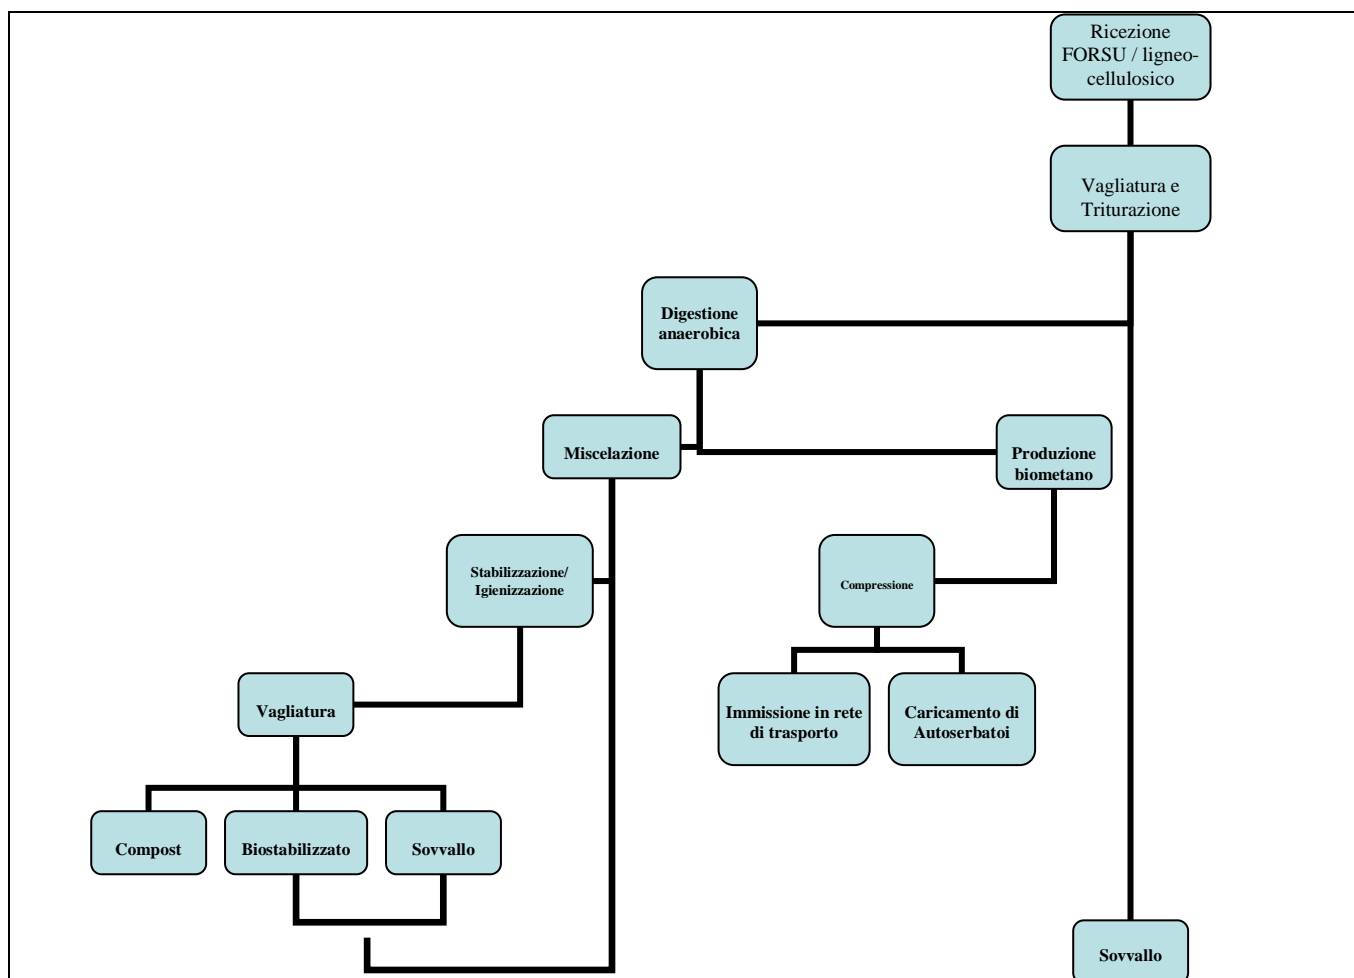 Ricezione
FORSU / ligneo-
cellulosico
Vagliatura e
Triturazione
Digestione
anaerobica
Miscelazione
Produzione
biometano
Stabilizzazione/
Igienizzazione
Compressione
Vagliatura
Immissione in rete
di trasporto
Caricamento di
Autoserbatoi
Compost
Biostabilizzato
Sovvallo
Sovvallo